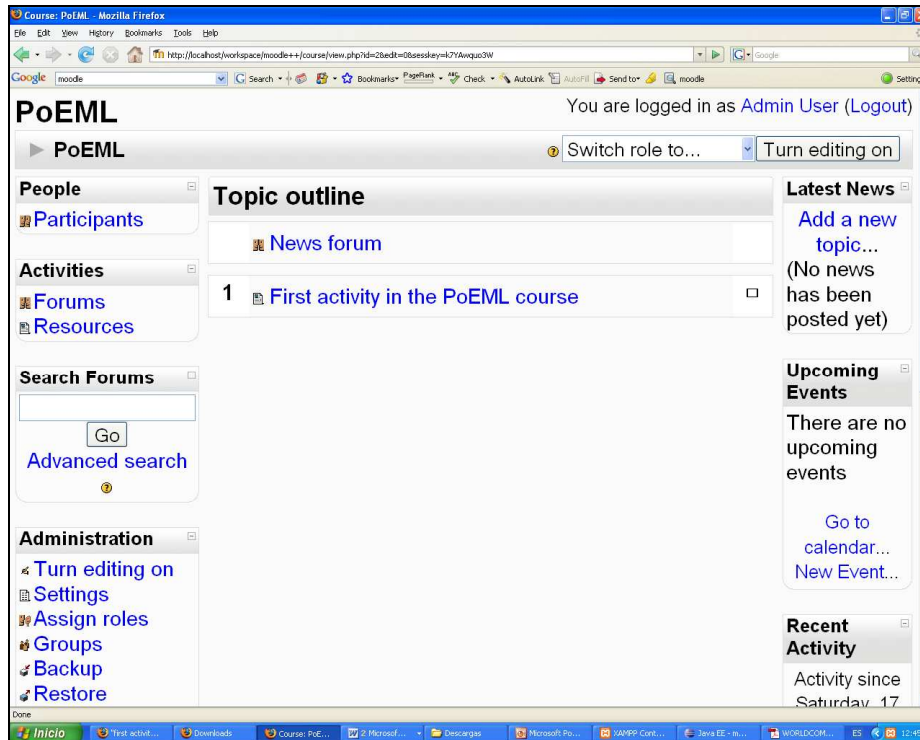 Course: PoEML - Mozilla Firefox
File Edit View History Bookmarks Tools Help
http://localhost/workspace/moodle++/course/view.php?id=2&edit=0&sesskey=k7YAwquo3W
Google
Google moodle Search Bookmarks PageRank Check AutoLink AutoFill Send to moodle Setting
PoEML
You are logged in as Admin User (Logout)
PoEML
Switch role to...
Turn editing on
People
Participants
Activities
Forums
Resources
Search Forums
Go
Advanced search
Administration
Turn editing on
Settings
Assign roles
Groups
Backup
Restore
Topic outline
News forum
1 First activity in the PoEML course
Latest News
Add a new
topic...
(No news
has been
posted yet)
Upcoming
Events
There are no
upcoming
events
Go to
calendar...
New Event...
Recent
Activity
Activity since
Saturday, 17
Done
Inicio "First activit... Downloads Course: PoE... 2 Microsof... Descargas Microsoft Po... XAMPP Cont... Java EE - m... WORLDCOM... ES 12:45